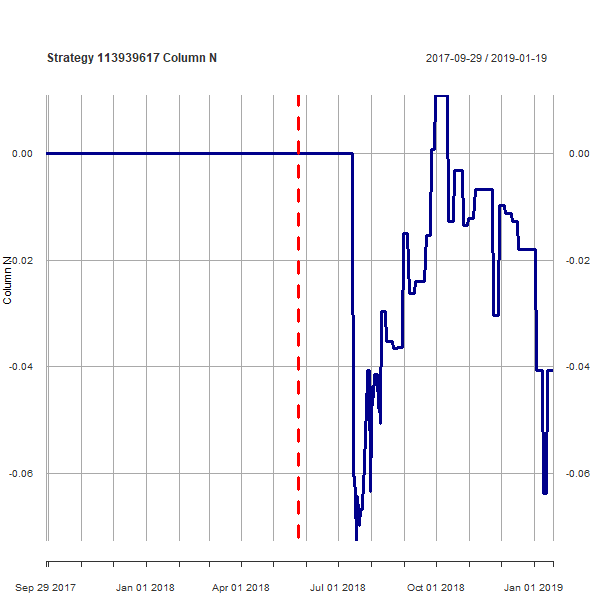 Strategy 113939617 Column N
2017-09-29 / 2019-01-19
Column N
0.00
-0.02
-0.04
-0.06
0.00
-0.02
-0.04
-0.06
Sep 29 2017
Jan 01 2018
Apr 01 2018
Jul 01 2018
Oct 01 2018
Jan 01 2019